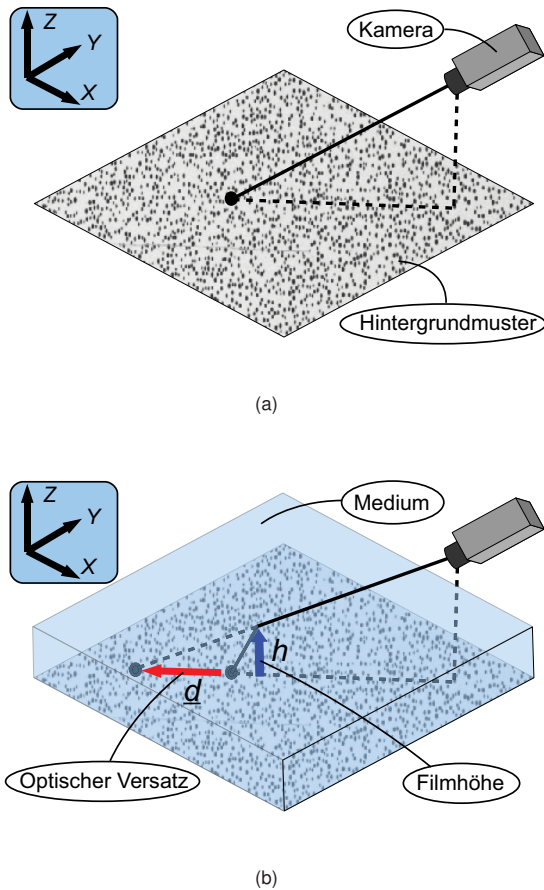 Z
Y
X
Kamera
Hintergrundmuster
(a)
Z
Y
X
Medium
h
d
Optischer Versatz
Filmhöhe
(b)